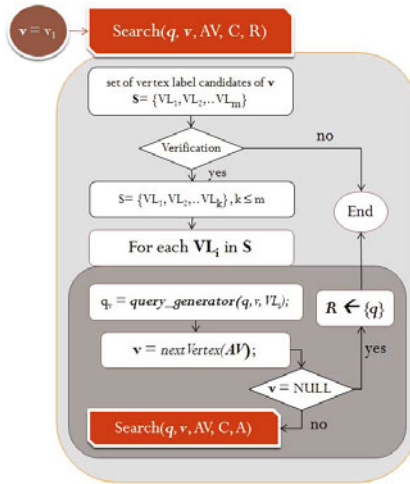 v = v₁
Search(q, v, AV, C, R)
set of vertex label candidates of v
S= {VL₁,VL₂,..VLₘ}
no
Verification
yes
S= {VL₁,VL₂,..VLₖ},k ≤ m
End
For each VLᵢ in S
qᵥ = query_generator(q, v, VLᵢ);
R ← {q}
v= nextVertex(AV);
yes
v = NULL
no
Search(q, v, AV, C, A)